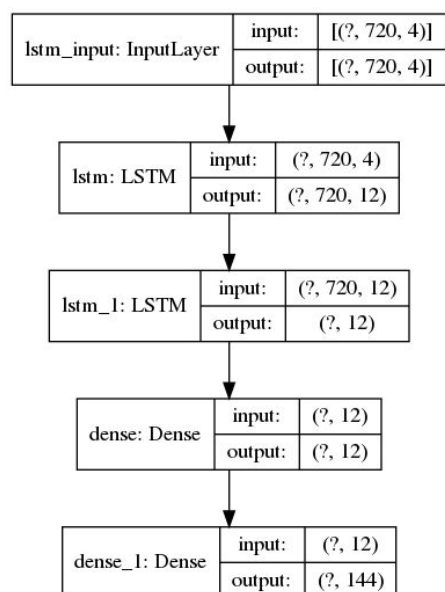 lstm_input: InputLayer
input:
[(?, 720, 4)]
output:
[(?, 720, 4)]
lstm: LSTM
input:
(?, 720, 4)
output:
(?, 720, 12)
lstm_1: LSTM
input:
(?, 720, 12)
output:
(?, 12)
dense: Dense
input:
(?, 12)
output:
(?, 12)
dense_1: Dense
input:
(?, 12)
output:
(?, 144)